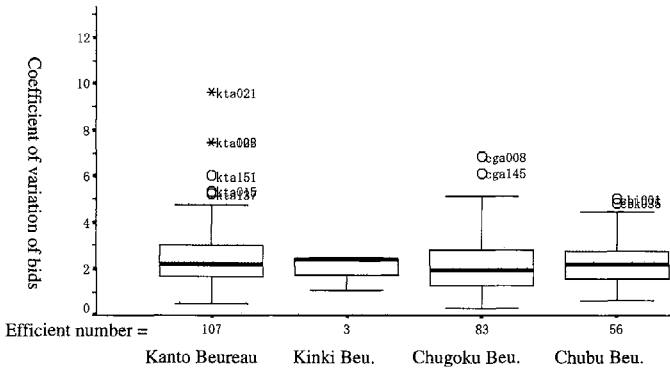 Coefficient of variation of bids
12
10
8
6
4
2
0
kta021
kta151
kta137
cga008
cga145
Efficient number = 107 3 83 56
Kanto Beureau Kinki Beu. Chugoku Beu. Chubu Beu.